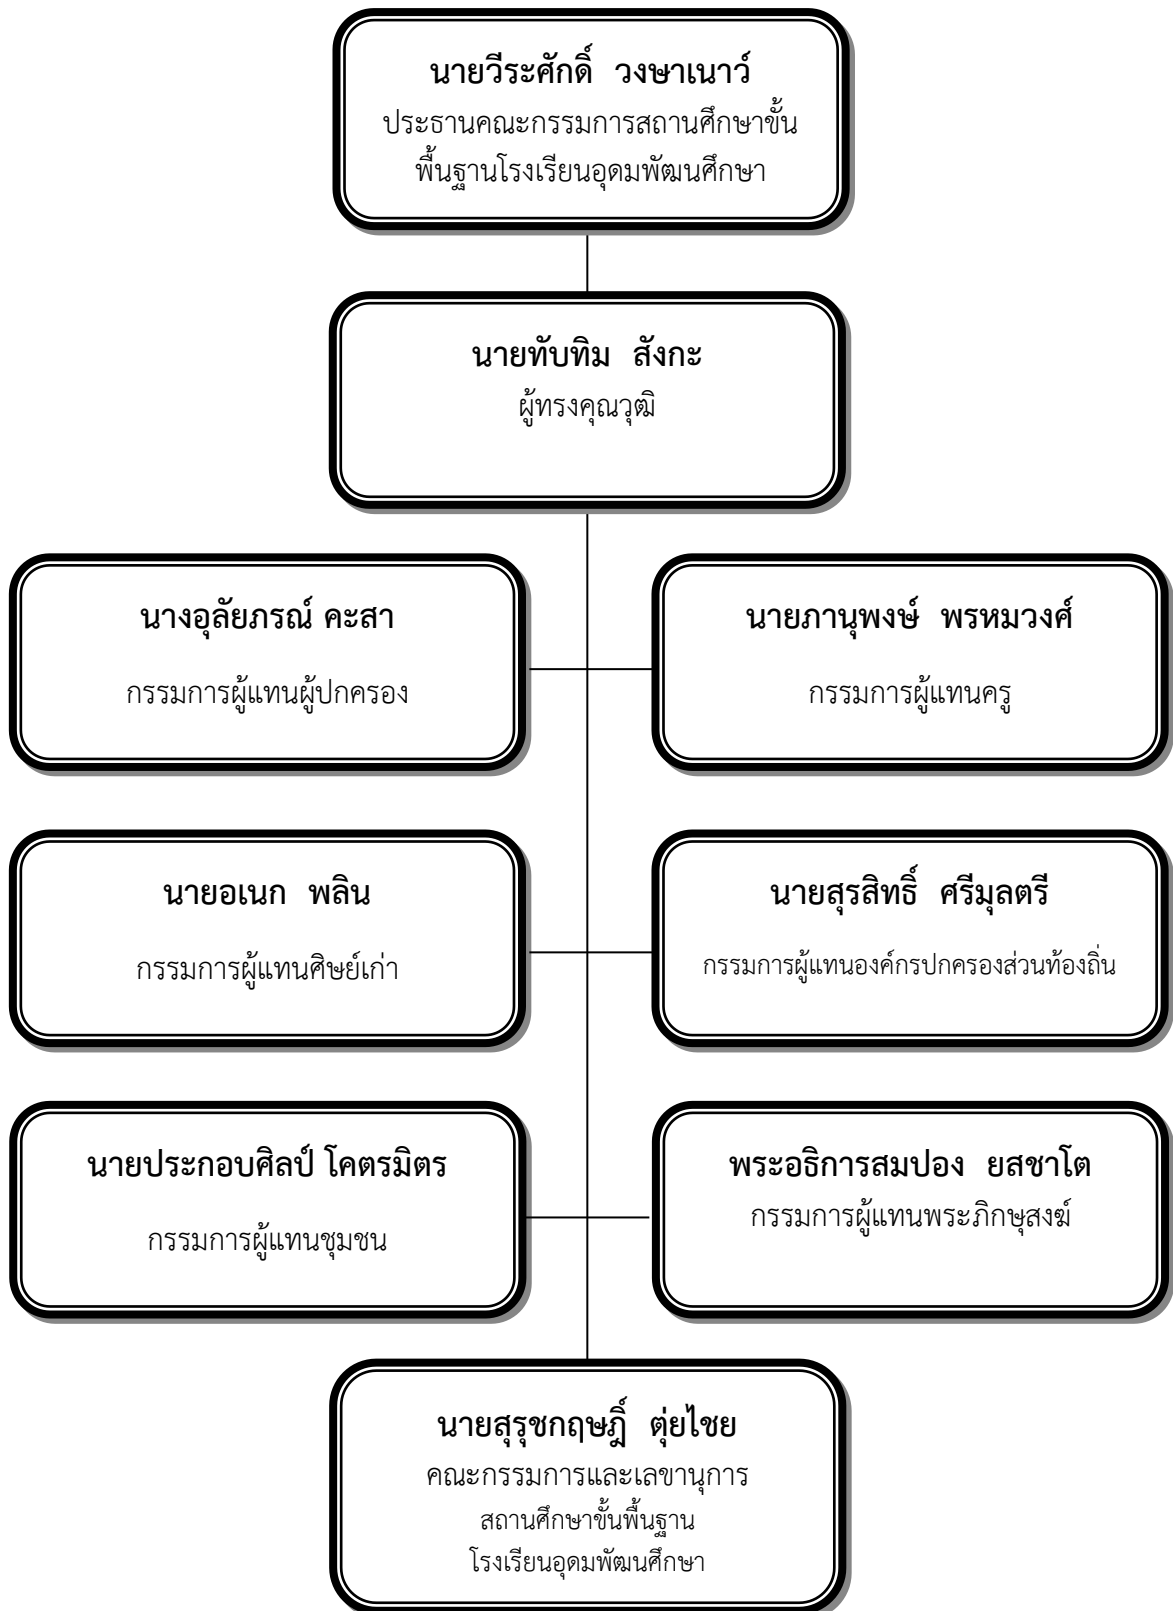 นายวีระศักดิ์ วงษาเนาว์
ประธานคณะกรรมการสถานศึกษาขั้น
พื้นฐานโรงเรียนอุดมพัฒนศึกษา
นายทับทิม สังกะ
ผู้ทรงคุณวุฒิ
นางอุลัยภรณ์ คะสา
กรรมการผู้แทนผู้ปกครอง
นายภานุพงษ์ พรหมวงศ์
กรรมการผู้แทนครู
นายอเนก พลิน
กรรมการผู้แทนศิษย์เก่า
นายสุรสิทธิ์ ศรีมุลตรี
กรรมการผู้แทนองค์กรปกครองส่วนท้องถิ่น
นายประกอบศิลป์ โคตรมิตร
กรรมการผู้แทนชุมชน
พระอธิการสมปอง ยสชาโต
กรรมการผู้แทนพระภิกษุสงฆ์
นายสุรุชกฤษฎิ์ ตุ่ยไชย
คณะกรรมการและเลขานุการ
สถานศึกษาขั้นพื้นฐาน
โรงเรียนอุดมพัฒนศึกษา